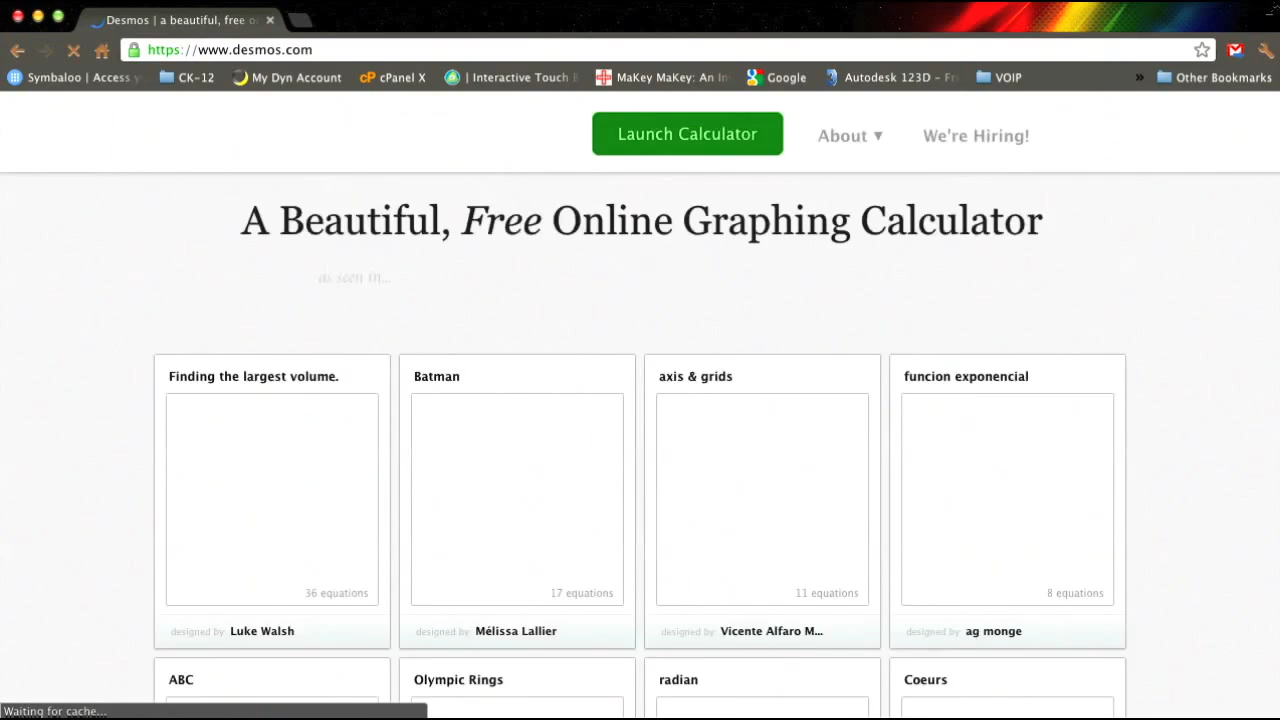 Desmos | a beautiful, free o
https://www.desmos.com
Symbaloo | Access y
CK-12
My Dyn Account
cPanel X
| Interactive Touch B
MaKey MaKey: An In
Google
Autodesk 123D - Fr
VOIP
»
Other Bookmarks
Launch Calculator
About ▼
We're Hiring!
A Beautiful, Free Online Graphing Calculator
as seen in...
Finding the largest volume.
Batman
axis & grids
funcion exponencial
36 equations
17 equations
11 equations
8 equations
designed by: Luke Walsh
designed by: Mélissa Lallier
designed by: Vicente Alfaro M...
designed by: ag monge
ABC
Olympic Rings
radian
Coeurs
Waiting for cache...